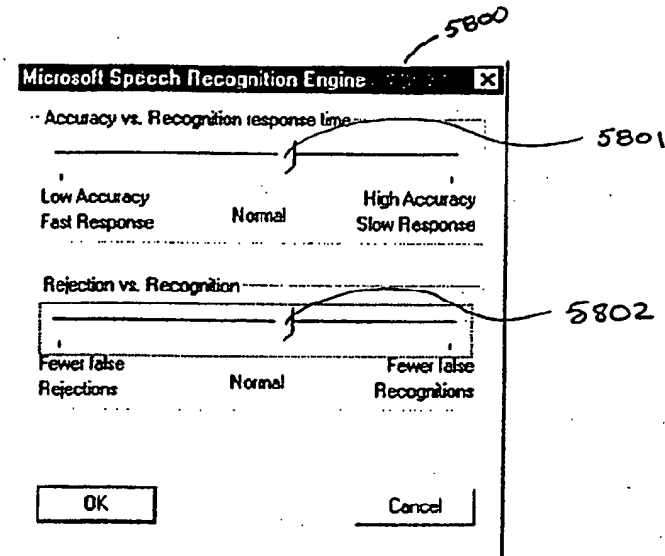 5800
Microsoft Speech Recognition Engine
Accuracy vs. Recognition response time
5801
Low Accuracy Fast Response
Normal
High Accuracy Slow Response
Rejection vs. Recognition
5802
Fewer false Rejections
Normal
Fewer false Recognitions
OK
Cancel